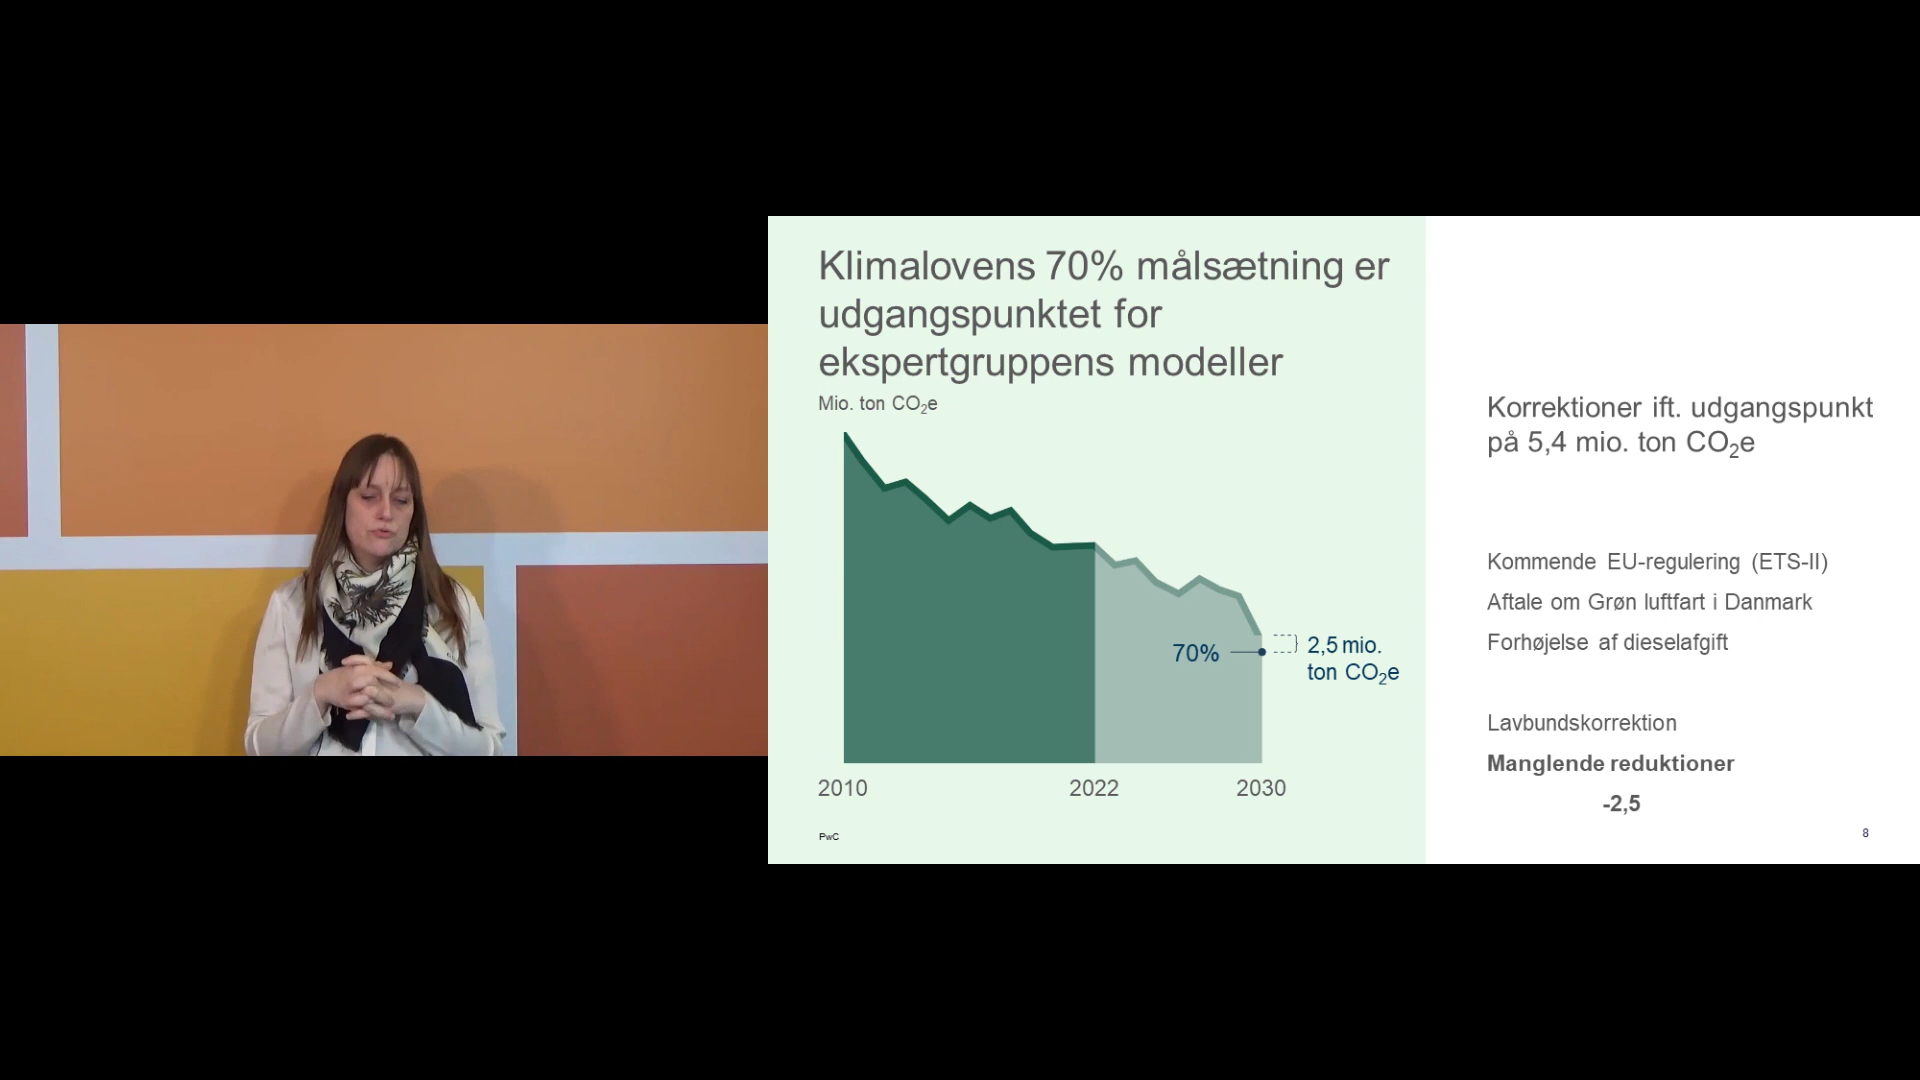 Klimalovens 70% målsætning er
udgangspunktet for
ekspertgruppens modeller
Mio. ton CO₂e
70%
2,5 mio.
ton CO₂e
2010
2022
2030
PwC
Korrektioner ift. udgangspunkt
på 5,4 mio. ton CO₂e
Kommende EU-regulering (ETS-II)
Aftale om Grøn luftfart i Danmark
Forhøjelse af dieselafgift
Lavbundskorrektion
Manglende reduktioner
-2,5
8